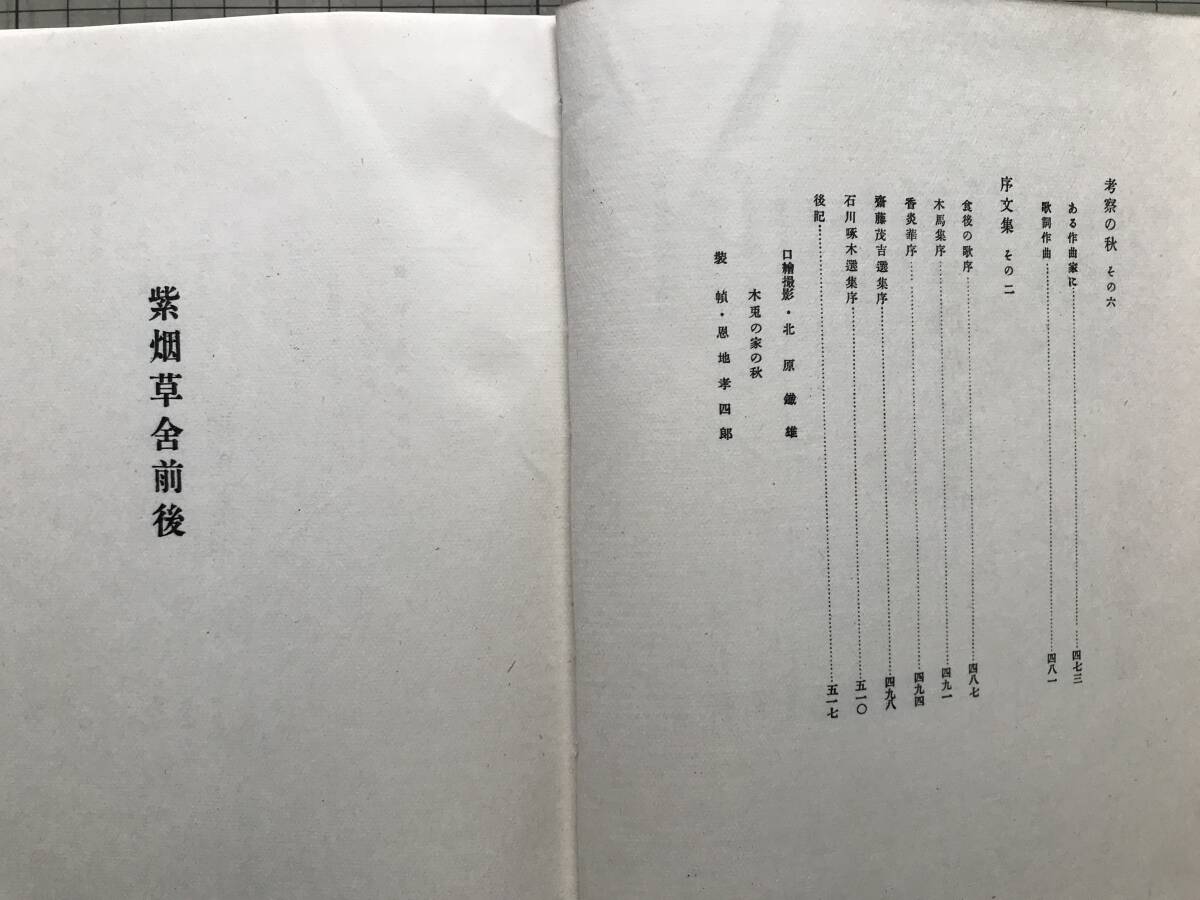 考察の秋 その六
ある作曲家に…………四七三
歌詞作曲…………四八一
序文集 その二
食後の歌序…………四八七
木馬集序…………四九一
香炎華序…………四九四
齋藤茂吉選集序…………四九八
石川啄木選集序…………五一〇
後記…………五一七
口繪撮影・北原鐵雄
木兎の家の秋
裝幀・恩地孝四郎
紫烟草舍前後